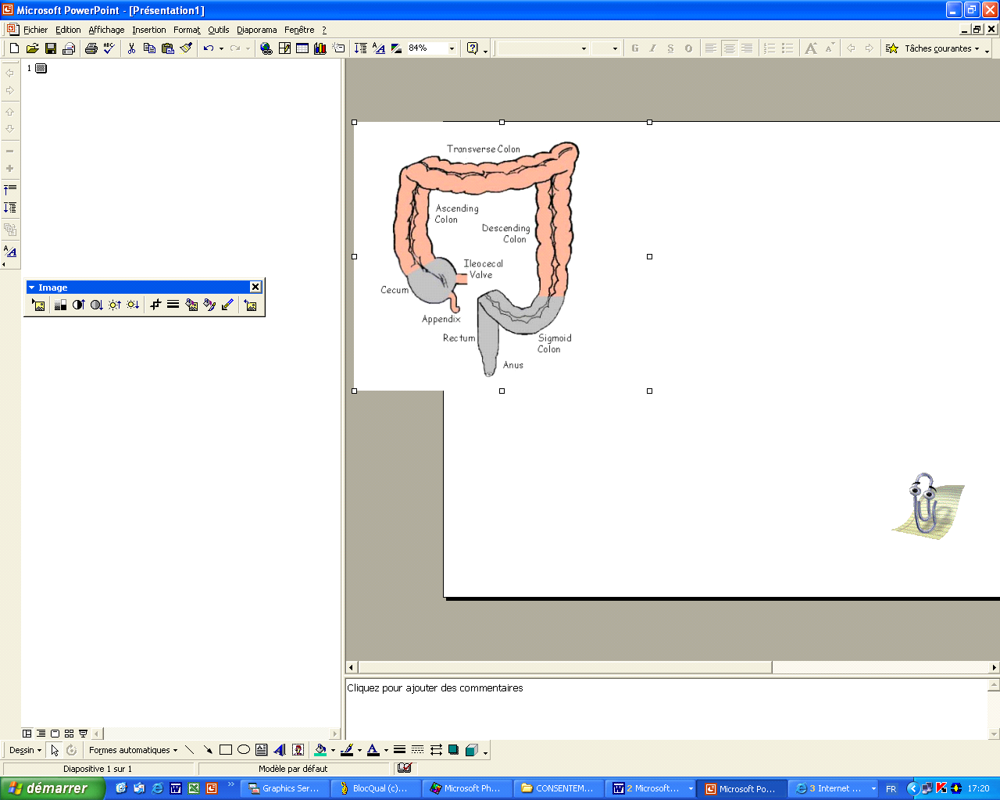 Microsoft PowerPoint - [Présentation1]
Fichier Edition Affichage Insertion Format Outils Diaporama Fenêtre ?
84%
G I S O
Tâches courantes
1
Image
Transverse Colon
Ascending
Colon
Descending
Colon
Ileocecal
Valve
Cecum
Appendix
Rectum
Sigmoid
Colon
Anus
Cliquez pour ajouter des commentaires
Dessin
Formes automatiques
Diapositive 1 sur 1
Modèle par défaut
démarrer
Graphics Ser...
BlocQual (c)...
Microsoft Ph...
CONSENTEM...
2 Microsoft...
Microsoft Po...
3 Internet ...
FR
17:20